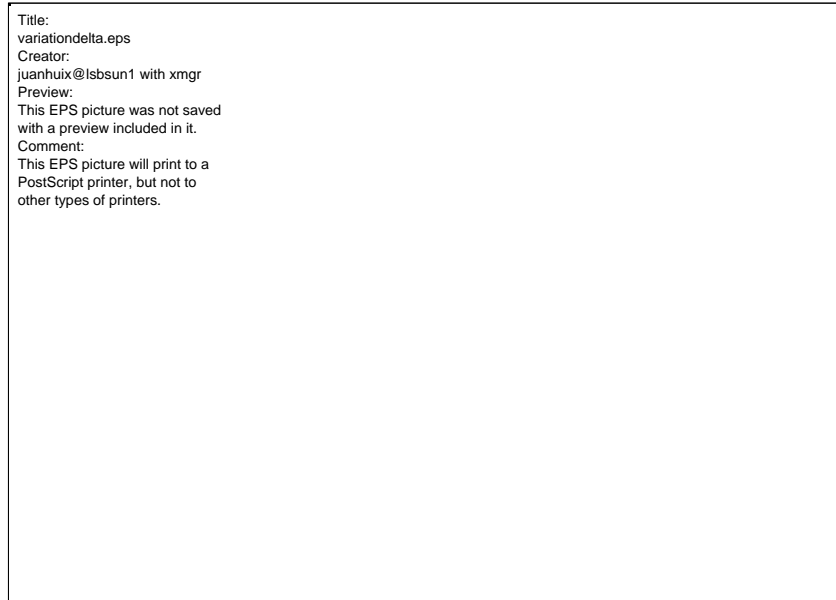 Title:
variationdelta.eps
Creator:
juanhuix@lsbsun1 with xmgr
Preview:
This EPS picture was not saved
with a preview included in it.
Comment:
This EPS picture will print to a
PostScript printer, but not to
other types of printers.